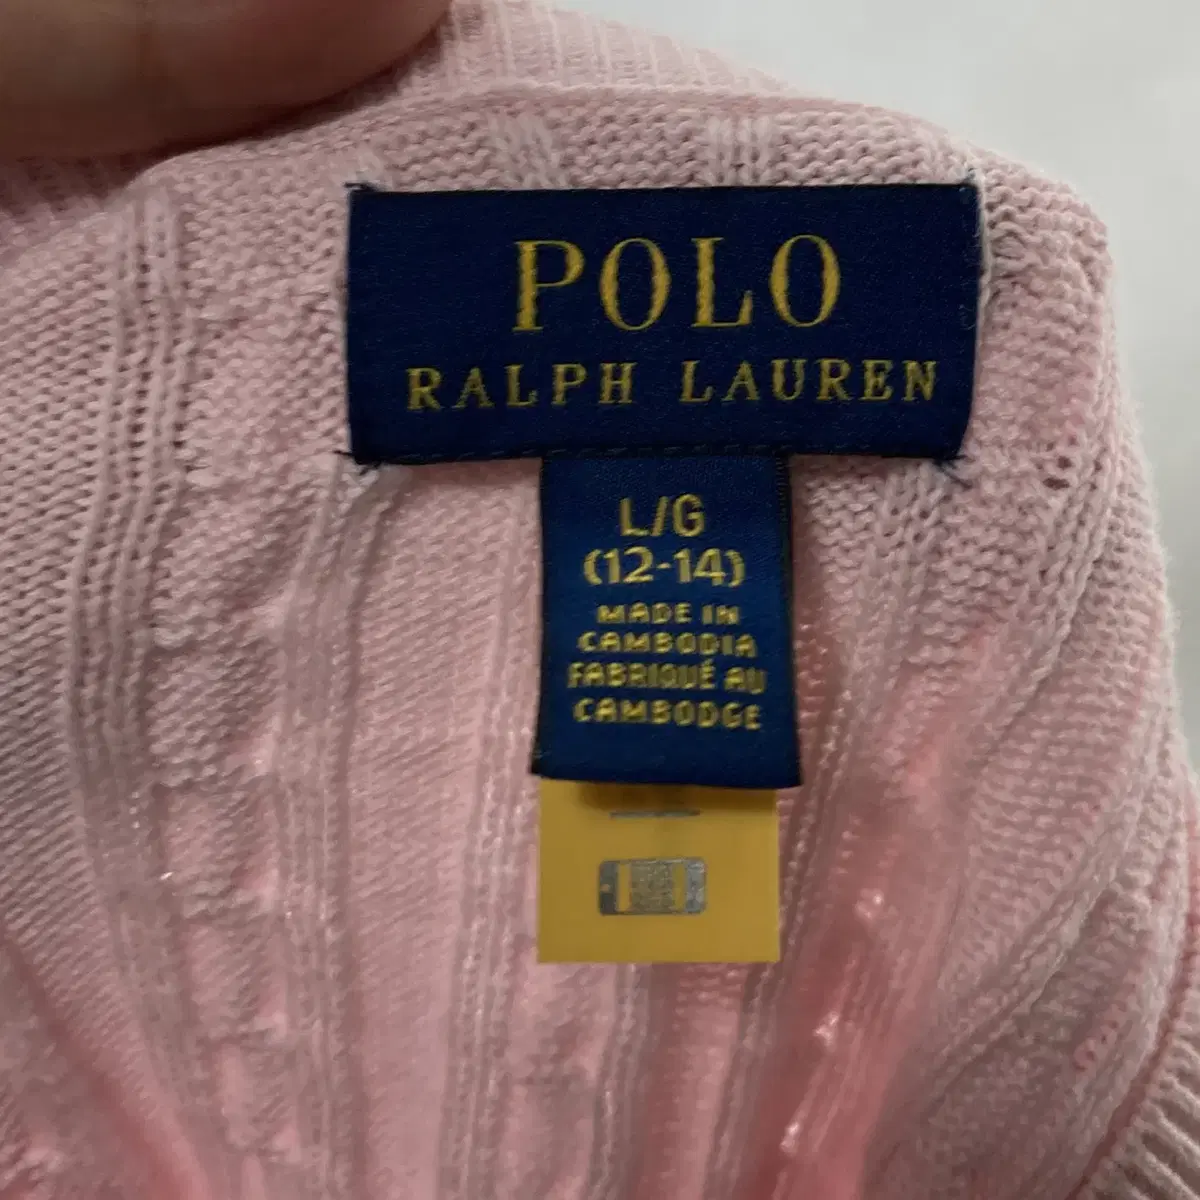 POLO
RALPH LAUREN
L/G
(12-14)
MADE IN
CAMBODIA
FABRIQUÉ AU
CAMBODGE